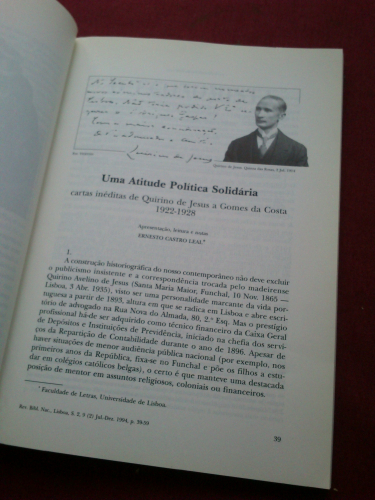 Uma Atitude Política Solidária
cartas inéditas de Quirino de Jesus a Gomes da Costa
1922-1928
Apresentação, leitura e notas
ERNESTO CASTRO LEAL*
1.
A construção historiográfica do nosso contemporâneo não deve excluir
o publicismo insistente e a correspondência trocada pelo madeirense
Quirino Avelino de Jesus (Santa Maria Maior, Funchal, 10 Nov. 1865 —
Lisboa, 3 Abr. 1935), visto ser uma personalidade marcante da vida por-
tuguesa a partir de 1893, altura em que se radica em Lisboa e abre escri-
tório de advogado na Rua Nova do Almada, 80, 2.º Esq. Mas o prestígio
profissional há-de ser adquirido como técnico financeiro da Caixa Geral
de Depósitos e Instituições de Previdência, iniciado na chefia dos servi-
ços da Repartição de Contabilidade durante o ano de 1896. Apesar de
haver situações de menor audiência pública nacional (por exemplo, nos
primeiros anos da República, fixa-se no Funchal e põe os filhos a estu-
dar em colégios católicos belgas), o certo é que manteve uma destacada
posição de mentor em assuntos religiosos, coloniais ou financeiros.
* Faculdade de Letras, Universidade de Lisboa.
Rev. Bibl. Nac., Lisboa, S. 2, 9 (2) Jul-Dez. 1994, p. 39-59
39